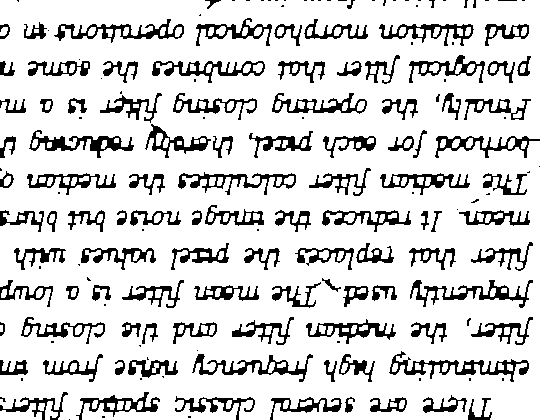 There are several classic spatial filters
eliminating high frequency noise from
filter, the median filter and the closing
frequently used. The mean filter is a
filter that replaces the pixel values with
mean. It reduces the image noise but blurs
The median filter calculates the median
borhood for each pixel, thereby reducing
Finally, the opening closing filter is a
phological filter that combines the same
and dilation morphological operations in